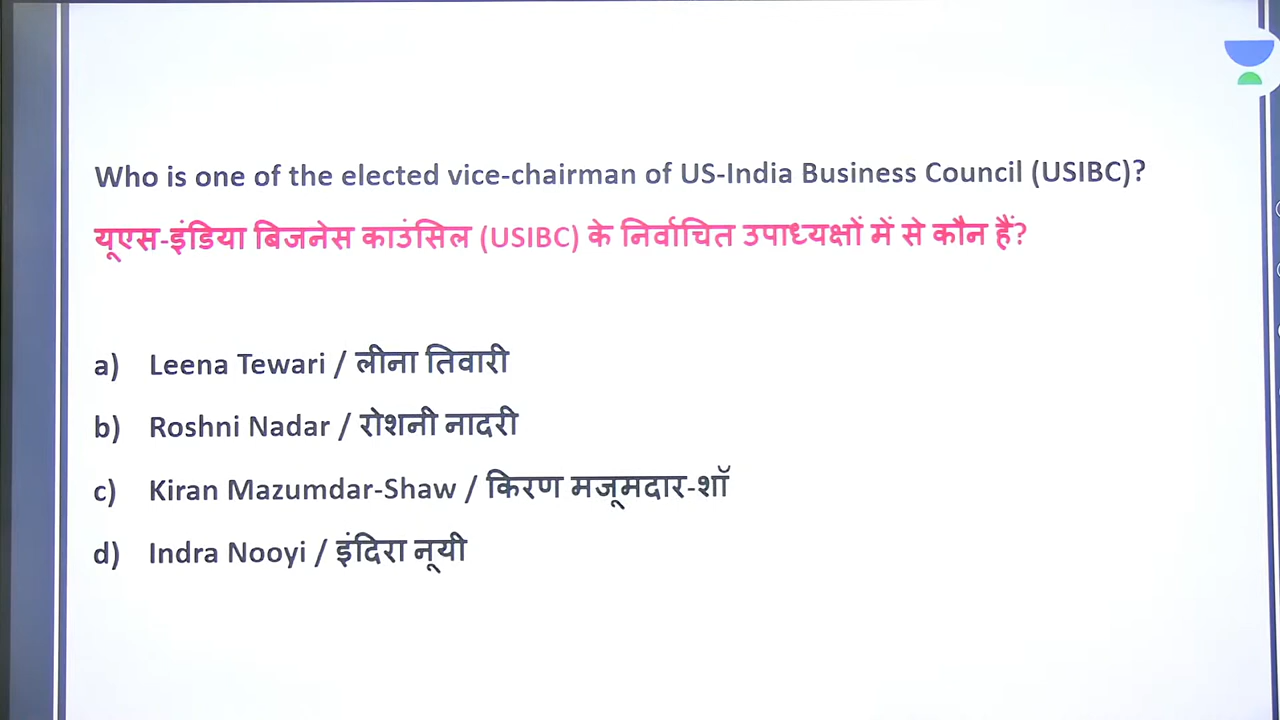 Who is one of the elected vice-chairman of US-India Business Council (USIBC)?
यूएस-इंडिया बिजनेस काउंसिल (USIBC) के निर्वाचित उपाध्यक्षों में से कौन हैं?
a) Leena Tewari / लीना तिवारी
b) Roshni Nadar / रोशनी नादरी
c) Kiran Mazumdar-Shaw / किरण मजूमदार-शॉ
d) Indra Nooyi / इंदिरा नूयी